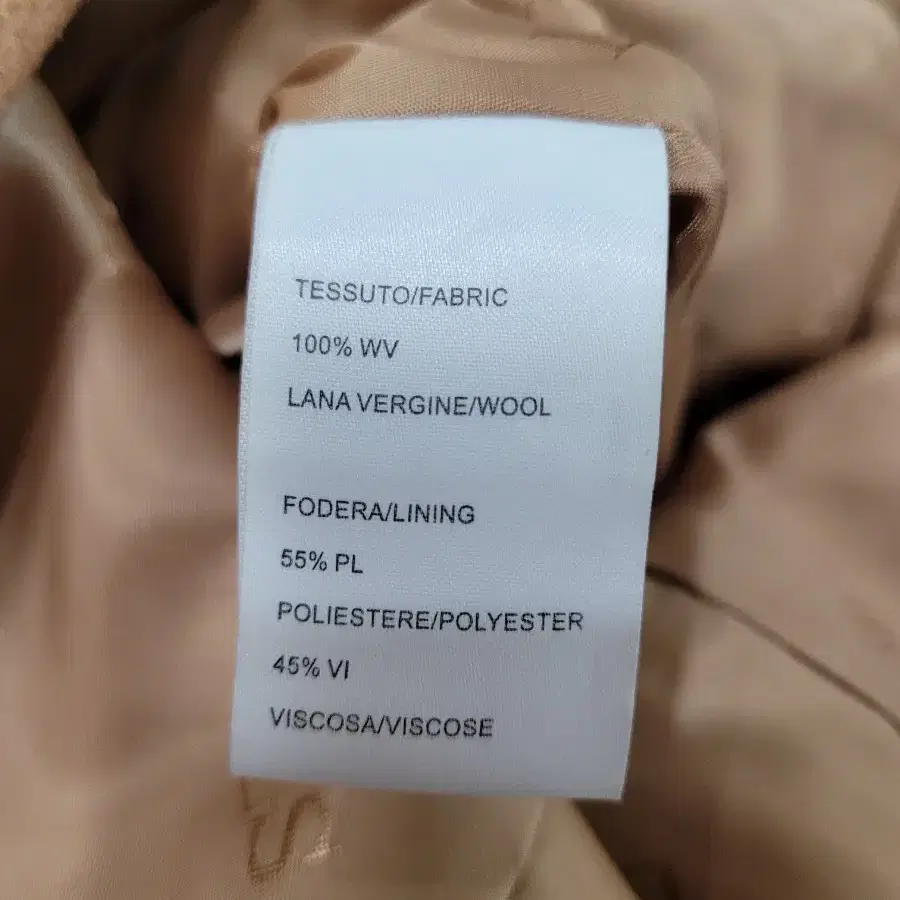 TESSUTO/FABRIC
100% WV
LANA VERGINE/WOOL
FODERA/LINING
55% PL
POLIESTERE/POLYESTER
45% VI
VISCOSA/VISCOSE